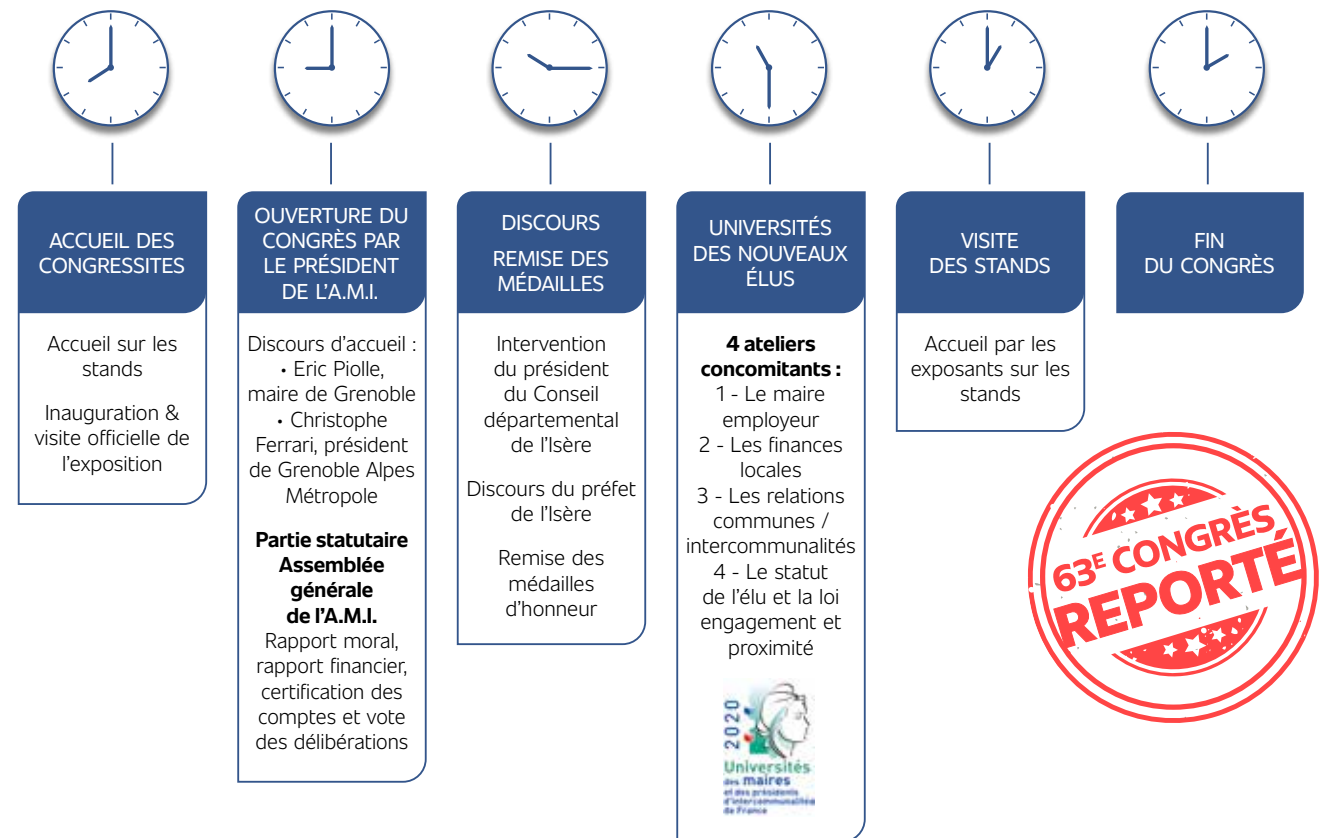 ACCUEIL DES
CONGRESSITES
Accueil sur les
stands
Inauguration &
visite officielle de
l'exposition
OUVERTURE DU
CONGRÈS PAR
LE PRÉSIDENT
DE L'A.M.I.
Discours d'accueil :
• Eric Piolle,
maire de Grenoble
• Christophe
Ferrari, président
de Grenoble Alpes
Métropole
Partie statutaire
Assemblée
générale
de l'A.M.I.
Rapport moral,
rapport financier,
certification des
comptes et vote
des délibérations
DISCOURS
REMISE DES
MÉDAILLES
Intervention
du président
du Conseil
départemental
de l'Isère
Discours du préfet
de l'Isère
Remise des
médailles
d'honneur
UNIVERSITÉS
DES NOUVEAUX
ÉLUS
4 ateliers
concomitants :
1 - Le maire
employeur
2 - Les finances
locales
3 - Les relations
communes /
intercommunalités
4 - Le statut
de l'élu et la loi
engagement et
proximité
2020
Universités
des maires
et des présidents
d'intercommunalités
de France
VISITE
DES STANDS
Accueil par les
exposants sur les
stands
FIN
DU CONGRÈS
63E CONGRÈS
REPORTÉ